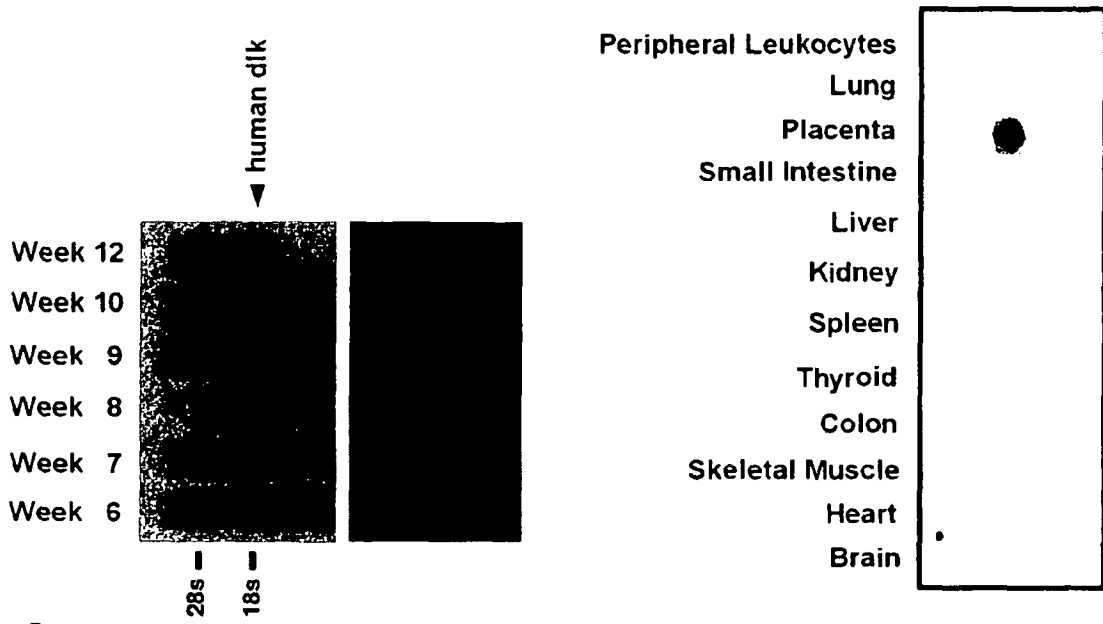 human dlk
Week 12
Week 10
Week 9
Week 8
Week 7
Week 6
28s
18s
Peripheral Leukocytes
Lung
Placenta
Small Intestine
Liver
Kidney
Spleen
Thyroid
Colon
Skeletal Muscle
Heart
Brain